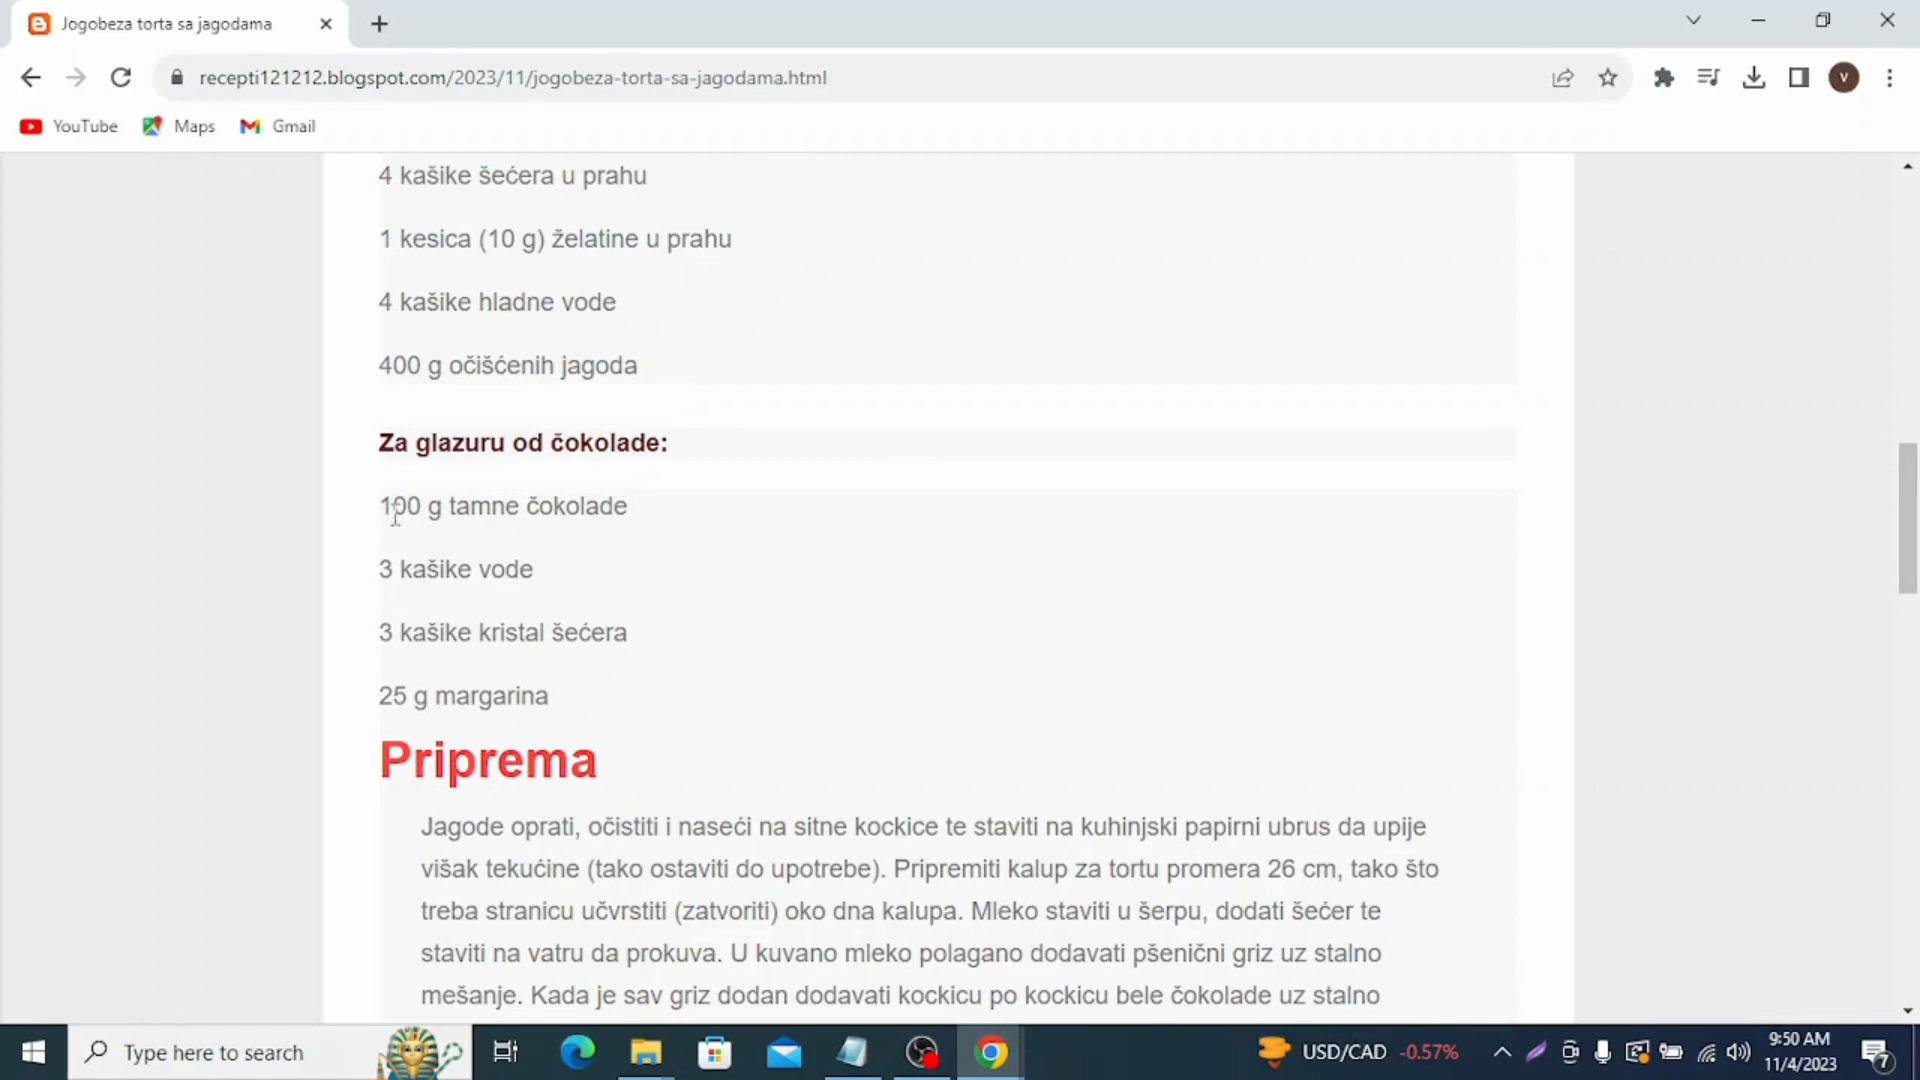 Jogobeza torta sa jagodama
recepti121212.blogspot.com/2023/11/jogobeza-torta-sa-jagodama.html
V
YouTube
Maps
Gmail
4 kašike šećera u prahu
1 kesica (10 g) želatine u prahu
4 kašike hladne vode
400 g očišćenih jagoda
Za glazuru od čokolade:
100 g tamne čokolade
3 kašike vode
3 kašike kristal šećera
25 g margarina
Priprema
Jagode oprati, očistiti i naseći na sitne kockice te staviti na kuhinjski papirni ubrus da upije
višak tekućine (tako ostaviti do upotrebe). Pripremiti kalup za tortu promera 26 cm, tako što
treba stranicu učvrstiti (zatvoriti) oko dna kalupa. Mleko staviti u šerpu, dodati šećer te
staviti na vatru da prokuva. U kuvano mleko polagano dodavati pšenični griz uz stalno
mešanje. Kada je sav griz dodan dodavati kockicu po kockicu bele čokolade uz stalno
Type here to search
USD/CAD -0.57%
9:50 AM
11/4/2023
7